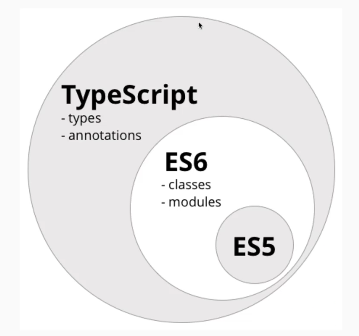 TypeScript
- types
- annotations
ES6
- classes
- modules
ES5